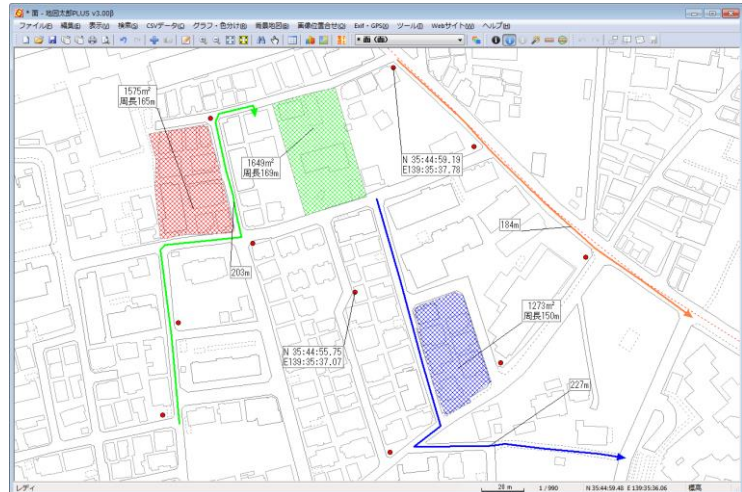 * 面 - 地図太郎PLUS v3.00β
ファイル(F) 編集(E) 表示(V) 検索(S) CSVデータ(C) グラフ・色分け(B) 背景地図(B) 画像位置合せ(Q) Exif・GPS(X) ツール(T) Webサイト(W) ヘルプ(H)
* 面 (面)
1575m²
周長165m
1649m²
周長169m
N 35:44:59.19
E139:35:37.78
184m
203m
1273m²
周長150m
N 35:44:55.75
E139:35:37.07
227m
レディ
20 m
1 / 990
N 35:44:59.48 E 139:35:36.06
標高